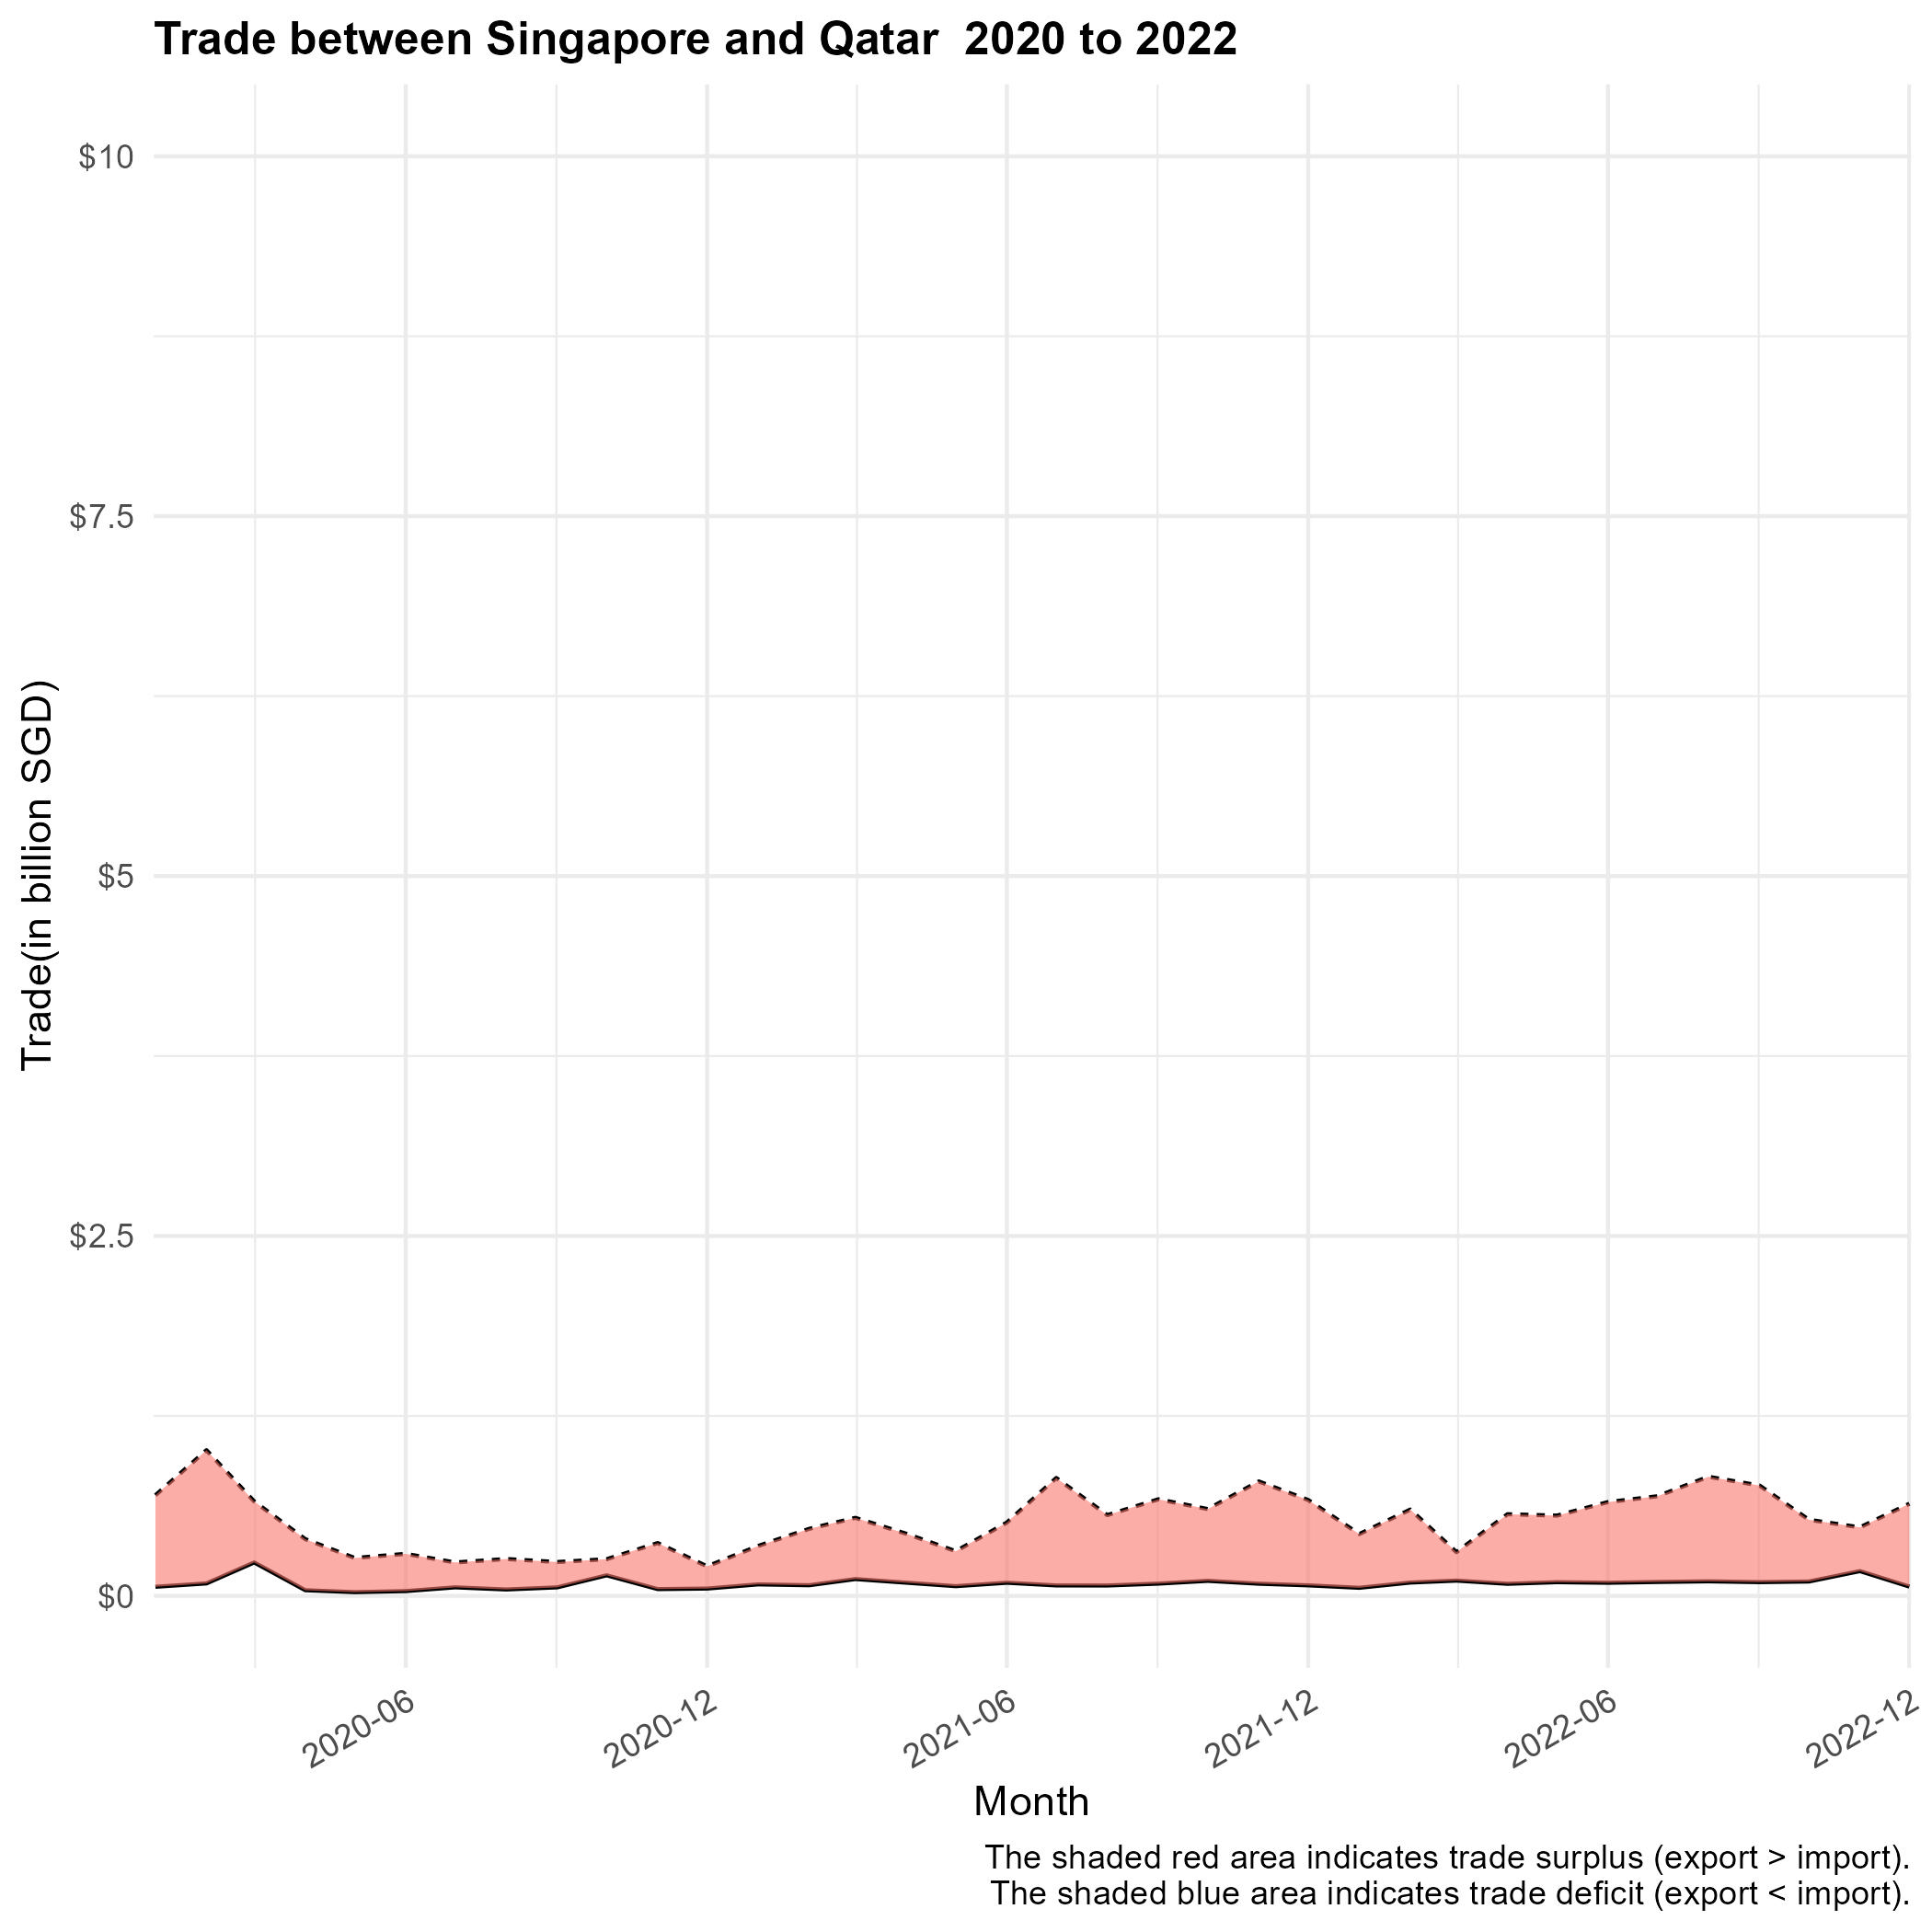 Trade between Singapore and Qatar  2020 to 2022
Trade(in billion SGD)
$10
$7.5
$5
$2.5
$0
2020-06
2020-12
2021-06
2021-12
2022-06
2022-12
Month
The shaded red area indicates trade surplus (export > import).
The shaded blue area indicates trade deficit (export < import).